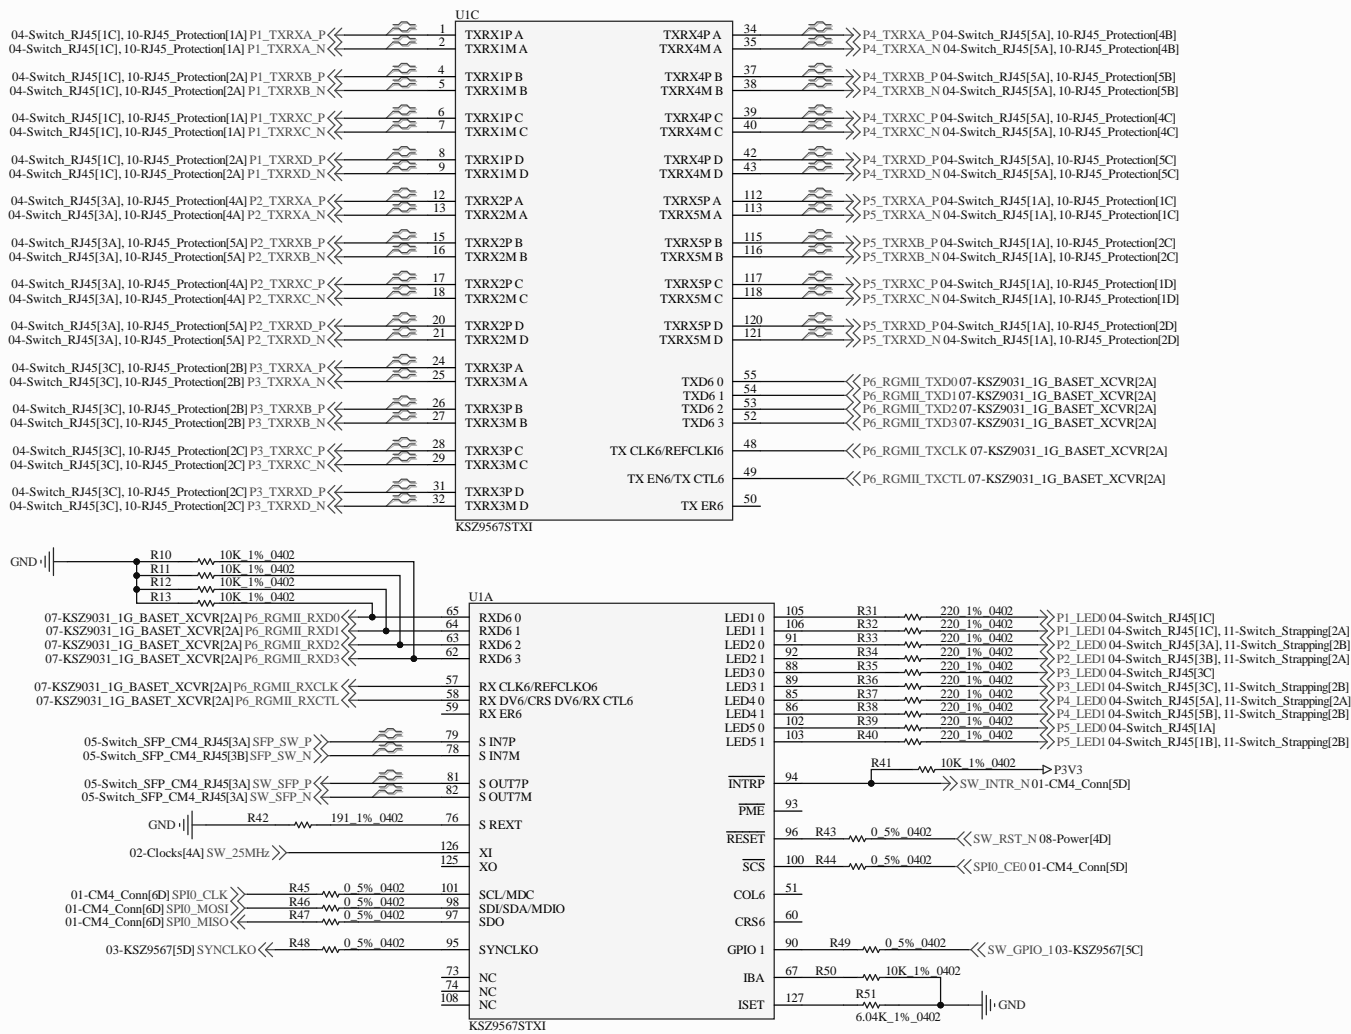 U1C
04-Switch_RJ45[1C], 10-RJ45_Protection[1A] P1_TXRXA_P 1 TXRX1P A TXRX4P A 34 P4_TXRXA_P 04-Switch_RJ45[5A], 10-RJ45_Protection[4B]
04-Switch_RJ45[1C], 10-RJ45_Protection[1A] P1_TXRXA_N 2 TXRX1M A TXRX4M A 35 P4_TXRXA_N 04-Switch_RJ45[5A], 10-RJ45_Protection[4B]
04-Switch_RJ45[1C], 10-RJ45_Protection[2A] P1_TXRXB_P 4 TXRX1P B TXRX4P B 37 P4_TXRXB_P 04-Switch_RJ45[5A], 10-RJ45_Protection[5B]
04-Switch_RJ45[1C], 10-RJ45_Protection[2A] P1_TXRXB_N 5 TXRX1M B TXRX4M B 38 P4_TXRXB_N 04-Switch_RJ45[5A], 10-RJ45_Protection[5B]
04-Switch_RJ45[1C], 10-RJ45_Protection[1A] P1_TXRXC_P 6 TXRX1P C TXRX4P C 39 P4_TXRXC_P 04-Switch_RJ45[5A], 10-RJ45_Protection[4C]
04-Switch_RJ45[1C], 10-RJ45_Protection[1A] P1_TXRXC_N 7 TXRX1M C TXRX4M C 40 P4_TXRXC_N 04-Switch_RJ45[5A], 10-RJ45_Protection[4C]
04-Switch_RJ45[1C], 10-RJ45_Protection[2A] P1_TXRXD_P 8 TXRX1P D TXRX4P D 42 P4_TXRXD_P 04-Switch_RJ45[5A], 10-RJ45_Protection[5C]
04-Switch_RJ45[1C], 10-RJ45_Protection[2A] P1_TXRXD_N 9 TXRX1M D TXRX4M D 43 P4_TXRXD_N 04-Switch_RJ45[5A], 10-RJ45_Protection[5C]
04-Switch_RJ45[3A], 10-RJ45_Protection[4A] P2_TXRXA_P 12 TXRX2P A TXRX5P A 112 P5_TXRXA_P 04-Switch_RJ45[1A], 10-RJ45_Protection[1C]
04-Switch_RJ45[3A], 10-RJ45_Protection[4A] P2_TXRXA_N 13 TXRX2M A TXRX5M A 113 P5_TXRXA_N 04-Switch_RJ45[1A], 10-RJ45_Protection[1C]
04-Switch_RJ45[3A], 10-RJ45_Protection[5A] P2_TXRXB_P 15 TXRX2P B TXRX5P B 115 P5_TXRXB_P 04-Switch_RJ45[1A], 10-RJ45_Protection[2C]
04-Switch_RJ45[3A], 10-RJ45_Protection[5A] P2_TXRXB_N 16 TXRX2M B TXRX5M B 116 P5_TXRXB_N 04-Switch_RJ45[1A], 10-RJ45_Protection[2C]
04-Switch_RJ45[3A], 10-RJ45_Protection[4A] P2_TXRXC_P 17 TXRX2P C TXRX5P C 117 P5_TXRXC_P 04-Switch_RJ45[1A], 10-RJ45_Protection[1D]
04-Switch_RJ45[3A], 10-RJ45_Protection[4A] P2_TXRXC_N 18 TXRX2M C TXRX5M C 118 P5_TXRXC_N 04-Switch_RJ45[1A], 10-RJ45_Protection[1D]
04-Switch_RJ45[3A], 10-RJ45_Protection[5A] P2_TXRXD_P 20 TXRX2P D TXRX5P D 120 P5_TXRXD_P 04-Switch_RJ45[1A], 10-RJ45_Protection[2D]
04-Switch_RJ45[3A], 10-RJ45_Protection[5A] P2_TXRXD_N 21 TXRX2M D TXRX5M D 121 P5_TXRXD_N 04-Switch_RJ45[1A], 10-RJ45_Protection[2D]
04-Switch_RJ45[3C], 10-RJ45_Protection[2B] P3_TXRXA_P 24 TXRX3P A
04-Switch_RJ45[3C], 10-RJ45_Protection[2B] P3_TXRXA_N 25 TXRX3M A TXD6 0 55 P6_RGMII_TXD0 07-KSZ9031_1G_BASET_XCVR[2A]
TXD6 1 54 P6_RGMII_TXD1 07-KSZ9031_1G_BASET_XCVR[2A]
04-Switch_RJ45[3C], 10-RJ45_Protection[2B] P3_TXRXB_P 26 TXRX3P B TXD6 2 53 P6_RGMII_TXD2 07-KSZ9031_1G_BASET_XCVR[2A]
04-Switch_RJ45[3C], 10-RJ45_Protection[2B] P3_TXRXB_N 27 TXRX3M B TXD6 3 52 P6_RGMII_TXD3 07-KSZ9031_1G_BASET_XCVR[2A]
04-Switch_RJ45[3C], 10-RJ45_Protection[2C] P3_TXRXC_P 28 TXRX3P C TX CLK6/REFCLKI6 48 P6_RGMII_TXCLK 07-KSZ9031_1G_BASET_XCVR[2A]
04-Switch_RJ45[3C], 10-RJ45_Protection[2C] P3_TXRXC_N 29 TXRX3M C
TX EN6/TX CTL6 49 P6_RGMII_TXCTL 07-KSZ9031_1G_BASET_XCVR[2A]
04-Switch_RJ45[3C], 10-RJ45_Protection[2C] P3_TXRXD_P 31 TXRX3P D
04-Switch_RJ45[3C], 10-RJ45_Protection[2C] P3_TXRXD_N 32 TXRX3M D TX ER6 50
KSZ9567STXI
GND R10 10K_1%_0402
R11 10K_1%_0402
R12 10K_1%_0402
R13 10K_1%_0402
U1A
07-KSZ9031_1G_BASET_XCVR[2A] P6_RGMII_RXD0 65 RXD6 0 LED1 0 105 R31 220_1%_0402 P1_LED0 04-Switch_RJ45[1C]
07-KSZ9031_1G_BASET_XCVR[2A] P6_RGMII_RXD1 64 RXD6 1 LED1 1 106 R32 220_1%_0402 P1_LED1 04-Switch_RJ45[1C], 11-Switch_Strapping[2A]
07-KSZ9031_1G_BASET_XCVR[2A] P6_RGMII_RXD2 63 RXD6 2 LED2 0 91 R33 220_1%_0402 P2_LED0 04-Switch_RJ45[3A], 11-Switch_Strapping[2B]
07-KSZ9031_1G_BASET_XCVR[2A] P6_RGMII_RXD3 62 RXD6 3 LED2 1 92 R34 220_1%_0402 P2_LED1 04-Switch_RJ45[3B], 11-Switch_Strapping[2A]
LED3 0 88 R35 220_1%_0402 P3_LED0 04-Switch_RJ45[3C]
07-KSZ9031_1G_BASET_XCVR[2A] P6_RGMII_RXCLK 57 RX CLK6/REFCLKO6 LED3 1 89 R36 220_1%_0402 P3_LED1 04-Switch_RJ45[3C], 11-Switch_Strapping[2B]
07-KSZ9031_1G_BASET_XCVR[2A] P6_RGMII_RXCTL 58 RX DV6/CRS DV6/RX CTL6 LED4 0 85 R37 220_1%_0402 P4_LED0 04-Switch_RJ45[5A], 11-Switch_Strapping[2A]
59 RX ER6 LED4 1 86 R38 220_1%_0402 P4_LED1 04-Switch_RJ45[5B], 11-Switch_Strapping[2B]
LED5 0 102 R39 220_1%_0402 P5_LED0 04-Switch_RJ45[1A]
05-Switch_SFP_CM4_RJ45[3A] SFP_SW_P 79 S IN7P LED5 1 103 R40 220_1%_0402 P5_LED1 04-Switch_RJ45[1B], 11-Switch_Strapping[2B]
05-Switch_SFP_CM4_RJ45[3B] SFP_SW_N 78 S IN7M
R41 10K_1%_0402 P3V3
05-Switch_SFP_CM4_RJ45[3A] SW_SFP_P 81 S OUT7P INTRP 94 SW_INTR_N 01-CM4_Conn[5D]
05-Switch_SFP_CM4_RJ45[3A] SW_SFP_N 82 S OUT7M
PME 93
GND R42 191_1%_0402 76 S REXT
RESET 96 R43 0_5%_0402 SW_RST_N 08-Power[4D]
02-Clocks[4A] SW_25MHz 126 XI
125 XO SCS 100 R44 0_5%_0402 SPI0_CE0 01-CM4_Conn[5D]
01-CM4_Conn[6D] SPI0_CLK R45 0_5%_0402 101 SCL/MDC COL6 51
01-CM4_Conn[6D] SPI0_MOSI R46 0_5%_0402 98 SDI/SDA/MDIO
01-CM4_Conn[6D] SPI0_MISO R47 0_5%_0402 97 SDO CRS6 60
03-KSZ9567[5D] SYNCLKO R48 0_5%_0402 95 SYNCLKO GPIO 1 90 R49 0_5%_0402 SW_GPIO_1 03-KSZ9567[5C]
73 NC IBA 67 R50 10K_1%_0402
74 NC
108 NC ISET 127 R51 GND
6.04K_1%_0402
KSZ9567STXI